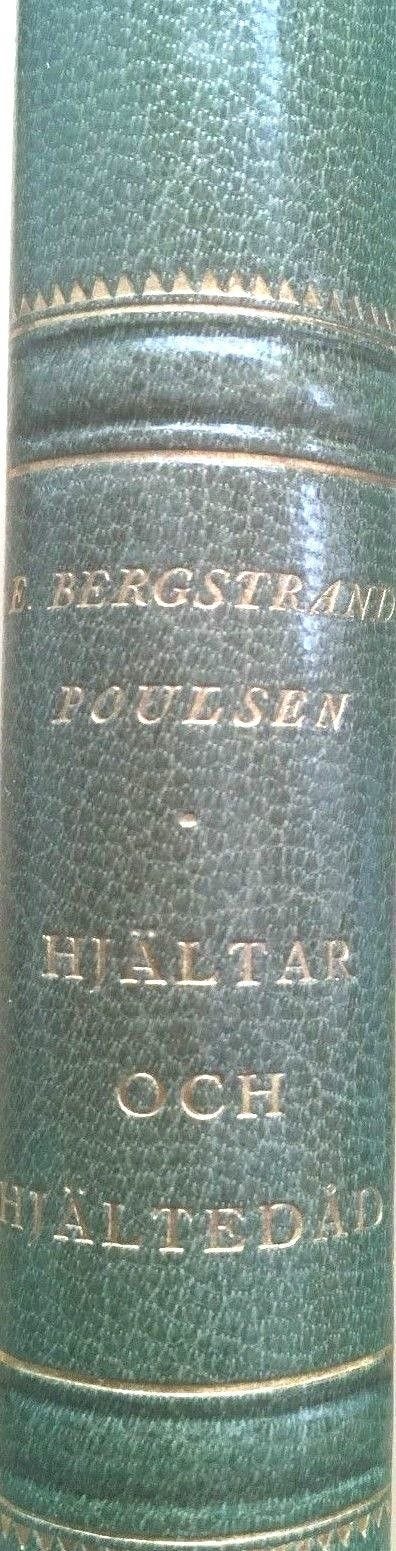 E. BERGSTRAND
POULSEN
HJÄLTAR
OCH
HJÄLTEDÅD